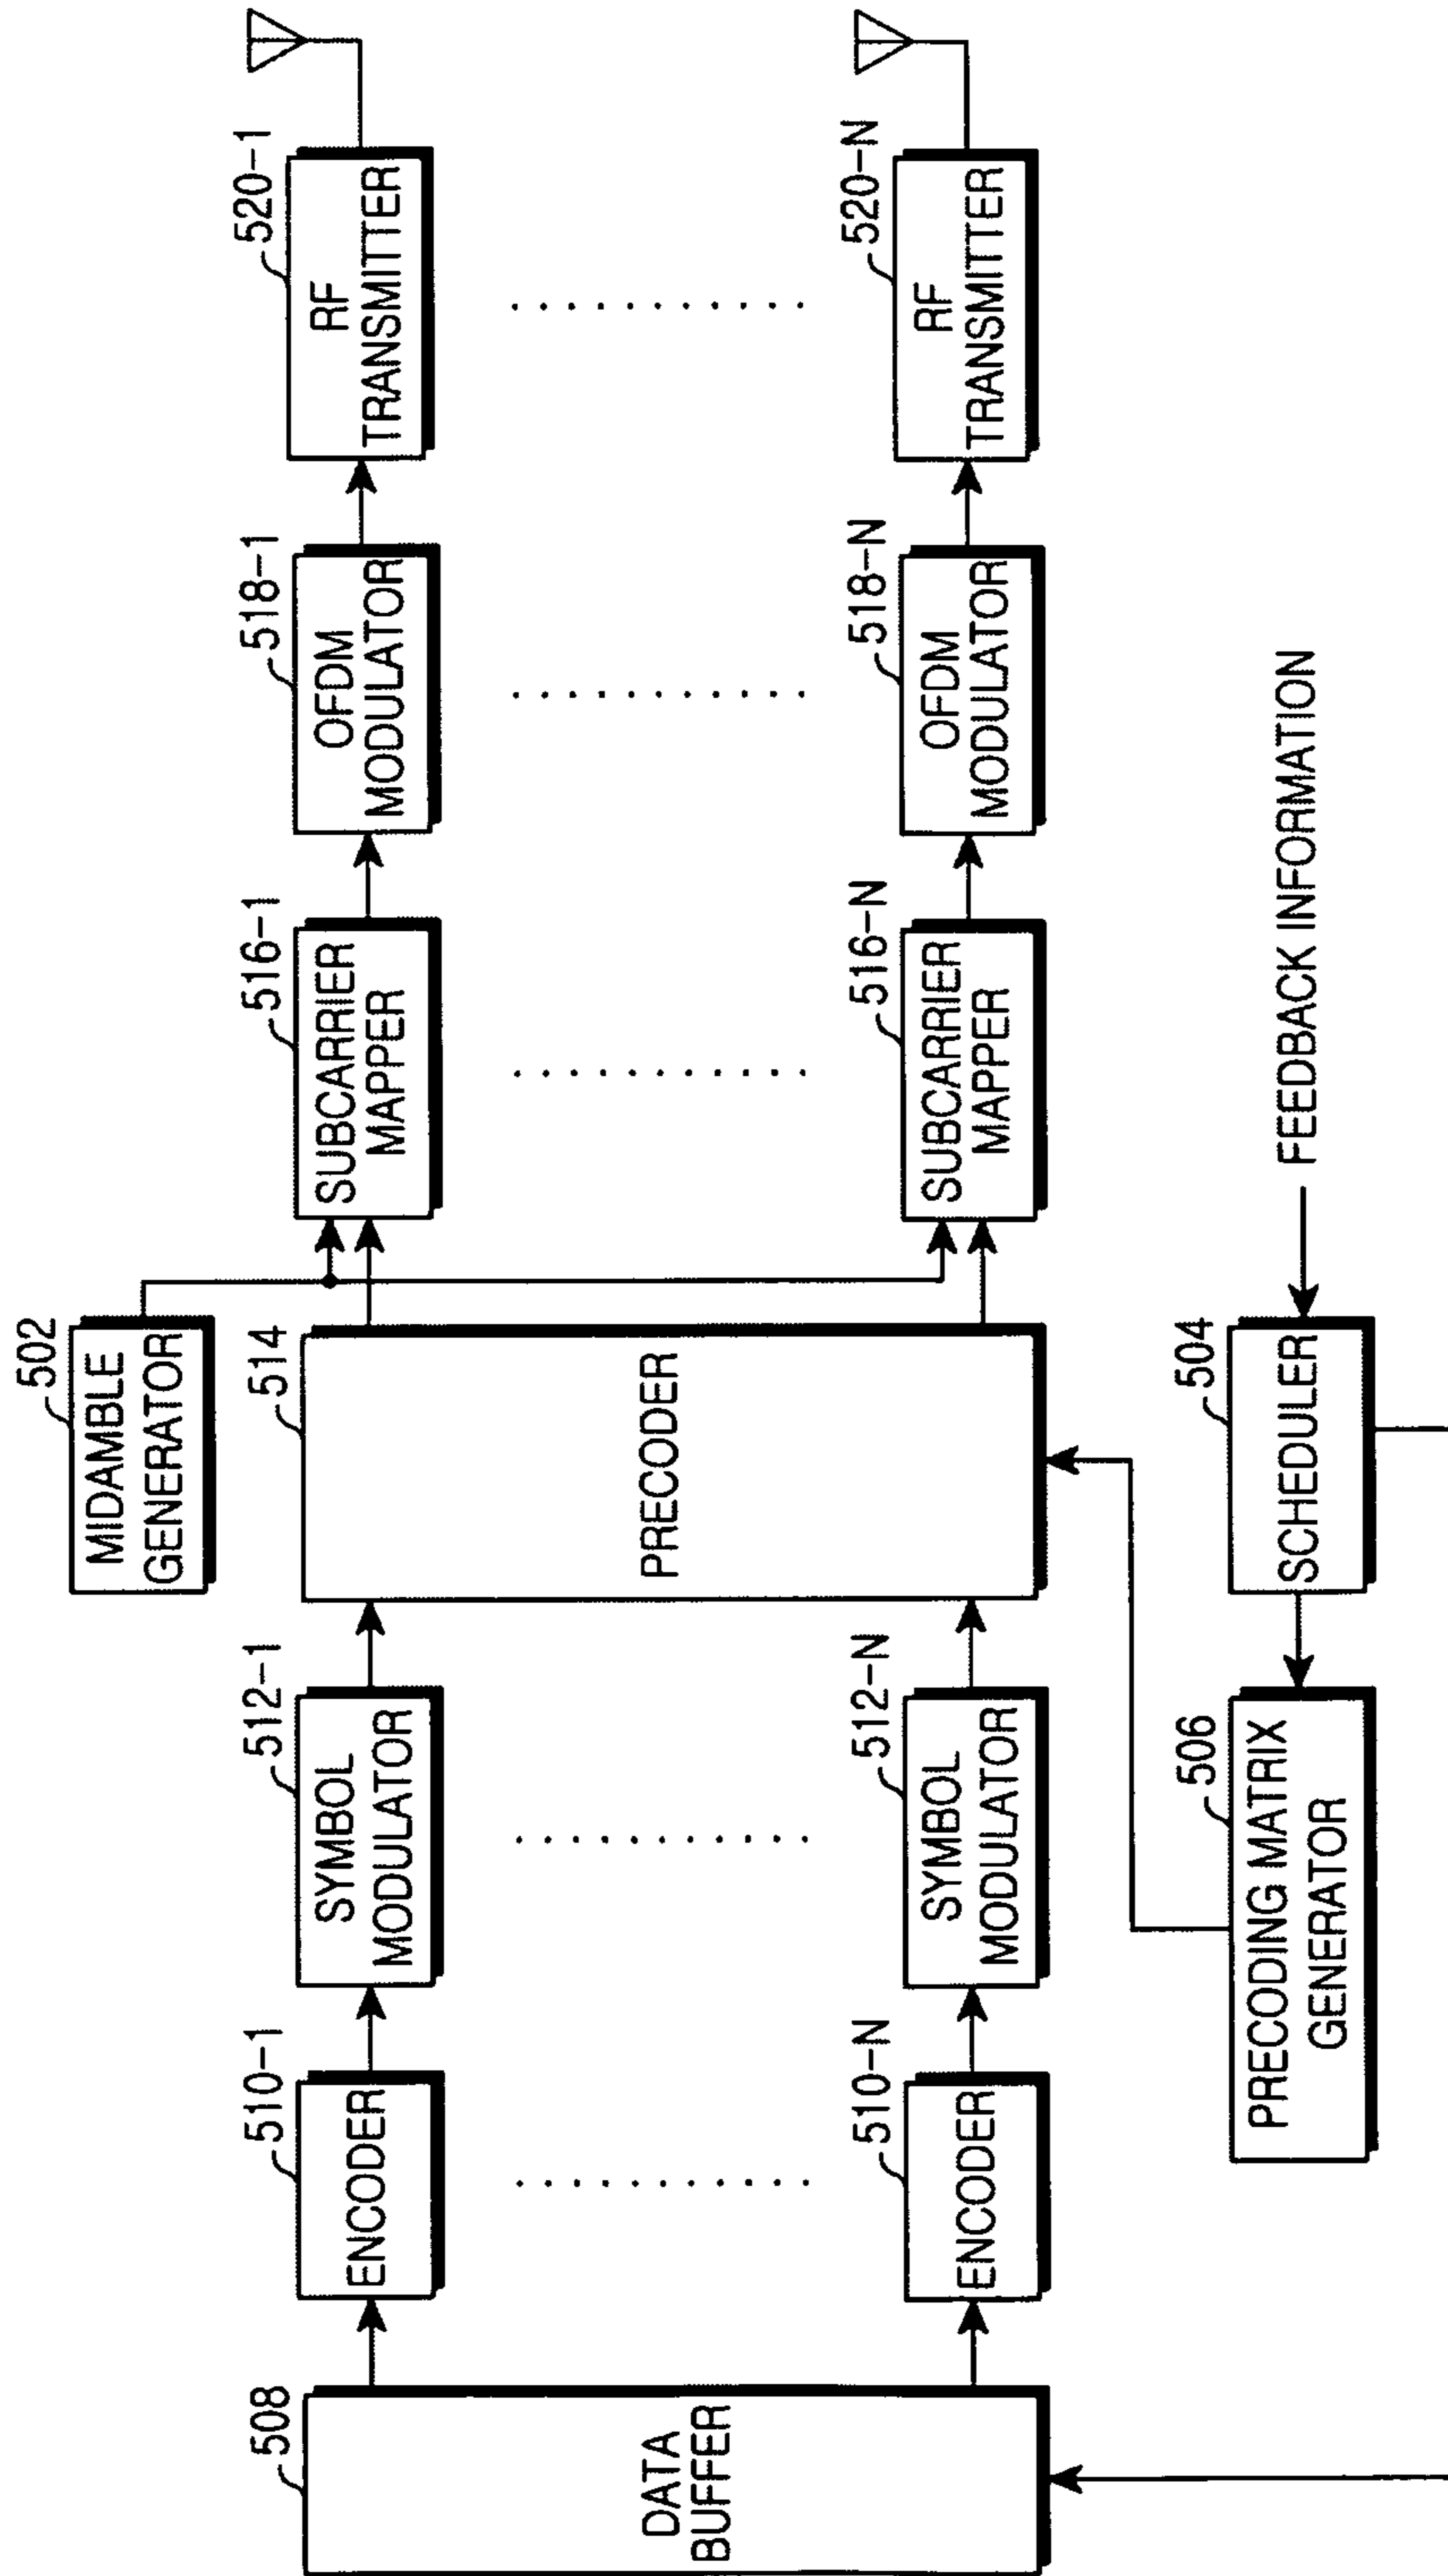 502
MIDAMBLE
GENERATOR
508
DATA
BUFFER
510-1
ENCODER
512-1
SYMBOL
MODULATOR
514
PRECODER
516-1
SUBCARRIER
MAPPER
518-1
OFDM
MODULATOR
520-1
RF
TRANSMITTER
510-N
ENCODER
512-N
SYMBOL
MODULATOR
516-N
SUBCARRIER
MAPPER
518-N
OFDM
MODULATOR
520-N
RF
TRANSMITTER
506
PRECODING MATRIX
GENERATOR
504
SCHEDULER
FEEDBACK INFORMATION